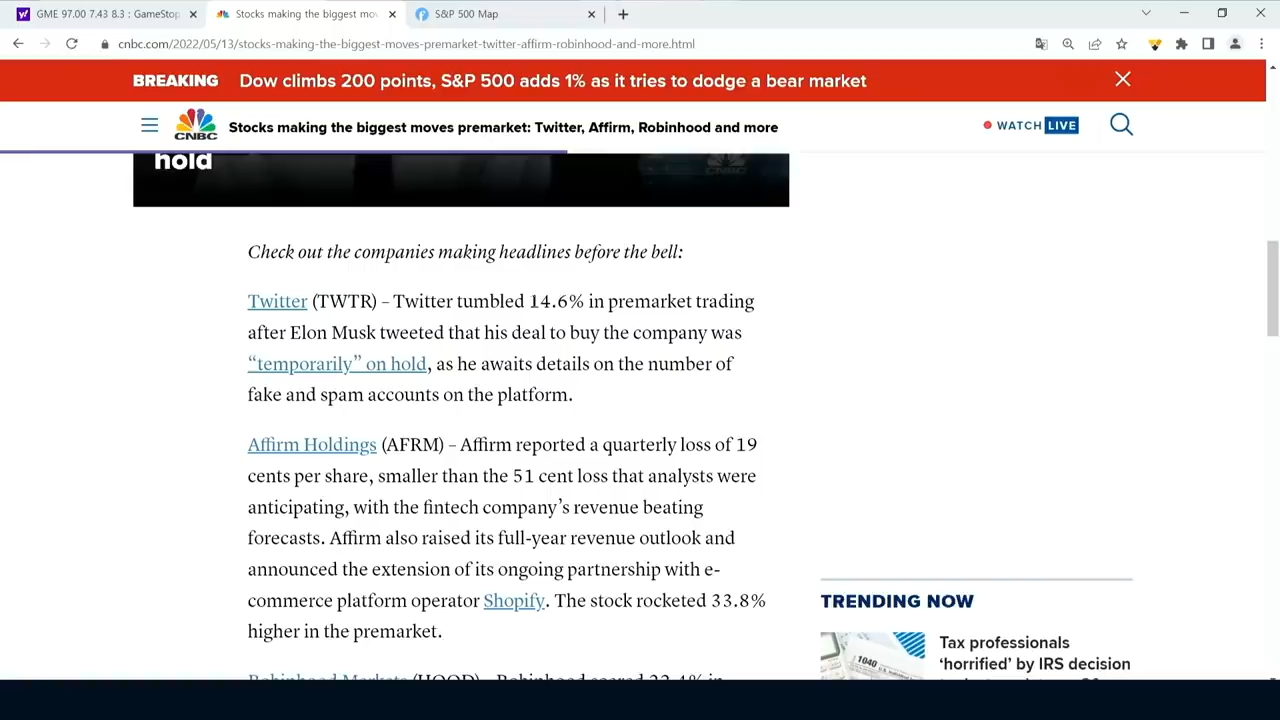 GME 97.00 7.43 8.3 : GameStop
Stocks making the biggest mo
S&P 500 Map
cnbc.com/2022/05/13/stocks-making-the-biggest-moves-premarket-twitter-affirm-robinhood-and-more.html
BREAKING Dow climbs 200 points, S&P 500 adds 1% as it tries to dodge a bear market
CNBC
Stocks making the biggest moves premarket: Twitter, Affirm, Robinhood and more
WATCH LIVE
hold
CNBC
Check out the companies making headlines before the bell:
Twitter (TWTR) – Twitter tumbled 14.6% in premarket trading
after Elon Musk tweeted that his deal to buy the company was
“temporarily” on hold, as he awaits details on the number of
fake and spam accounts on the platform.
Affirm Holdings (AFRM) – Affirm reported a quarterly loss of 19
cents per share, smaller than the 51 cent loss that analysts were
anticipating, with the fintech company’s revenue beating
forecasts. Affirm also raised its full-year revenue outlook and
announced the extension of its ongoing partnership with e-
commerce platform operator Shopify. The stock rocketed 33.8%
higher in the premarket.
Robinhood Markets (HOOD) – Robinhood soared 22.4% in
TRENDING NOW
1040
Tax professionals
‘horrified’ by IRS decision